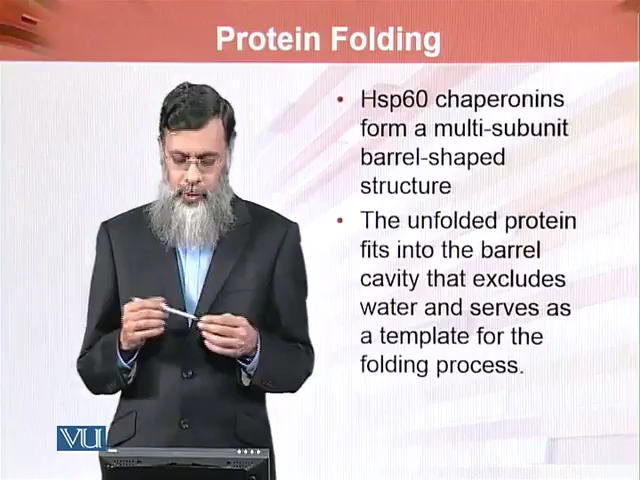 Protein Folding
• Hsp60 chaperonins
form a multi-subunit
barrel-shaped
structure
• The unfolded protein
fits into the barrel
cavity that excludes
water and serves as
a template for the
folding process.
VU